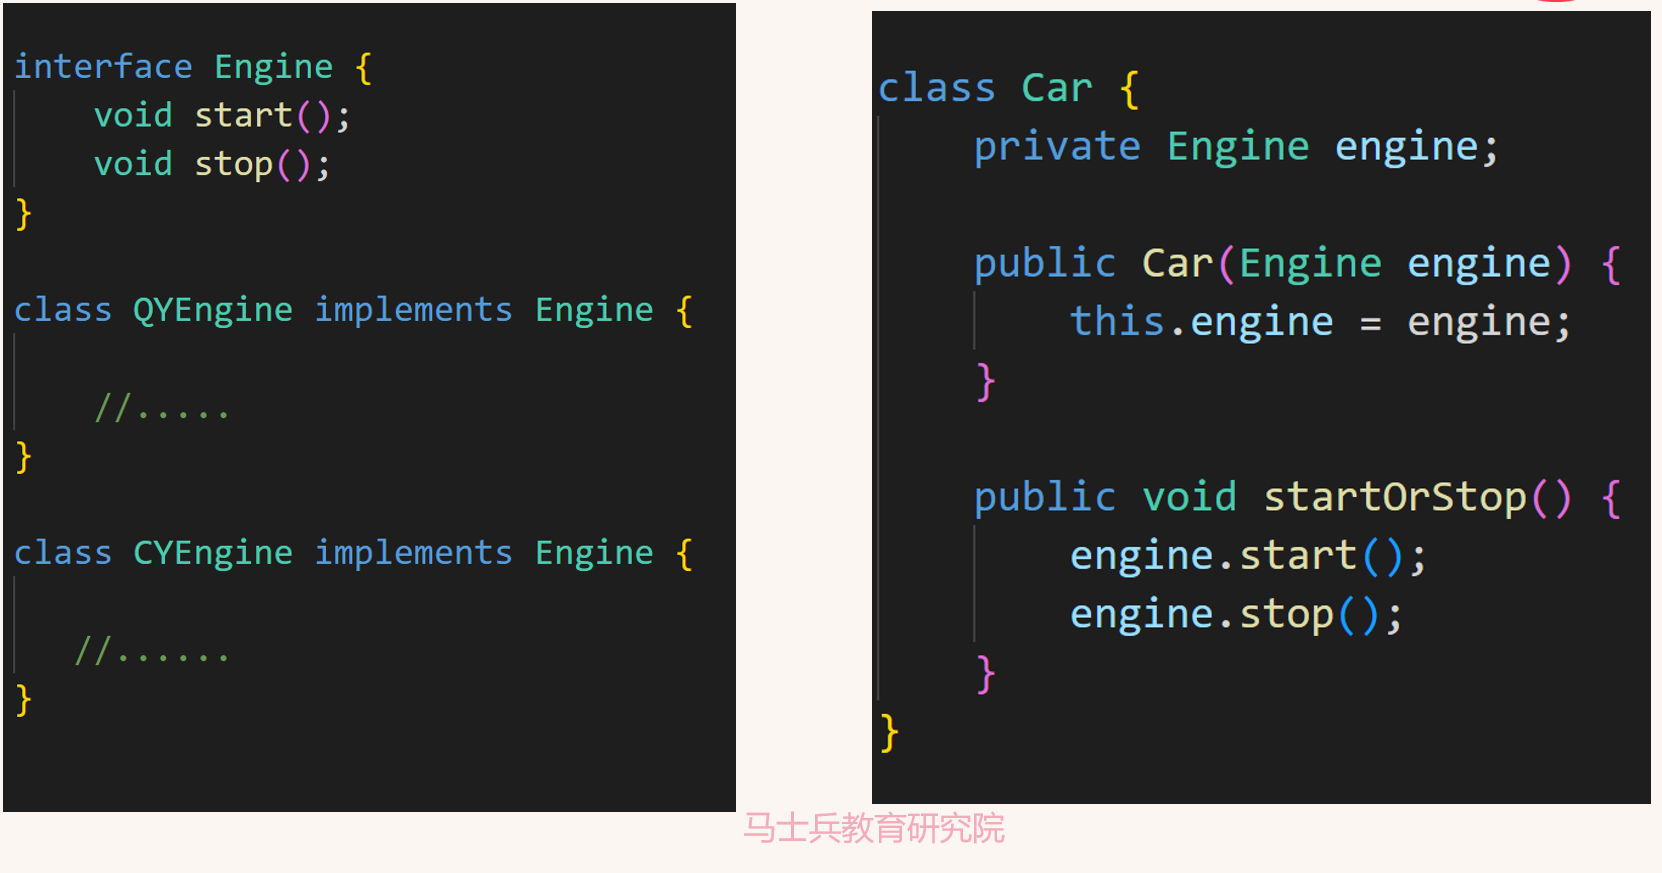 interface Engine {
    void start();
    void stop();
}
class QYEngine implements Engine {
    //.....
}
class CYEngine implements Engine {
   //......
}
class Car {
    private Engine engine;
    public Car(Engine engine) {
        this.engine = engine;
    }
    public void startOrStop() {
        engine.start();
        engine.stop();
    }
}
马士兵教育研究院